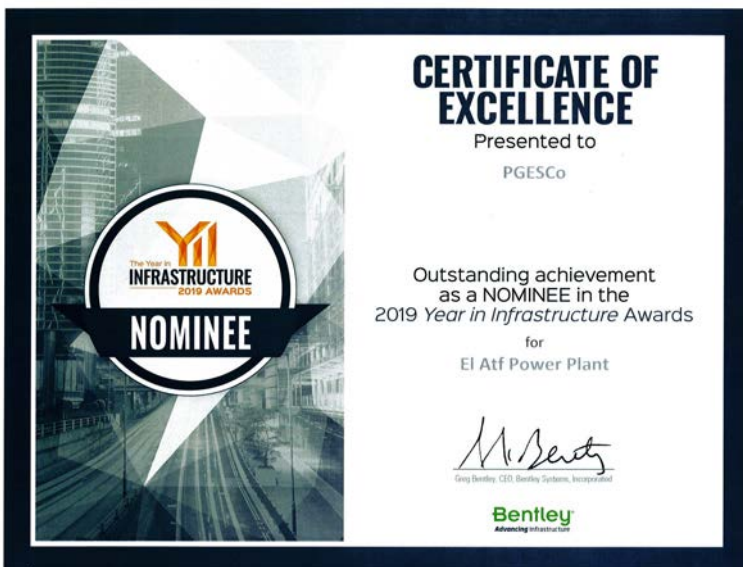 The Year in
INFRASTRUCTURE
2019 AWARDS
NOMINEE
CERTIFICATE OF
EXCELLENCE
Presented to
PGESCo
Outstanding achievement
as a NOMINEE in the
2019 Year in Infrastructure Awards
for
El Atf Power Plant
Greg Bentley, CEO, Bentley Systems, Incorporated
Bentley
Advancing Infrastructure